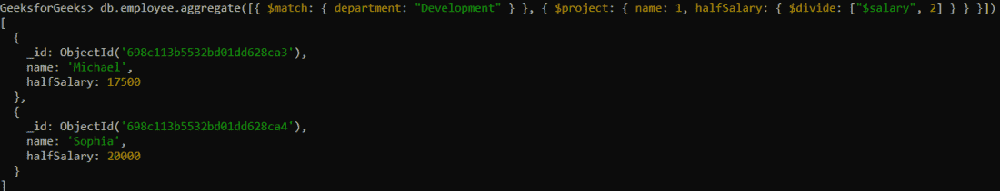 GeeksforGeeks> db.employee.aggregate([{ $match: { department: "Development" } }, { $project: { name: 1, halfSalary: { $divide: ["$salary", 2] } } }])
[
  {
    _id: ObjectId('698c113b5532bd01dd628ca3'),
    name: 'Michael',
    halfSalary: 17500
  },
  {
    _id: ObjectId('698c113b5532bd01dd628ca4'),
    name: 'Sophia',
    halfSalary: 20000
  }
]